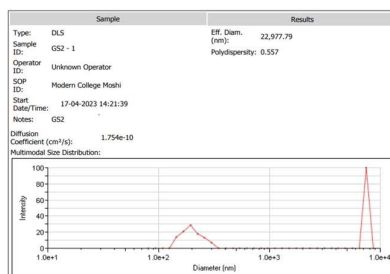 Sample
Results
Type: DLS
Eff. Diam. (nm): 22,977.79
Sample ID: GS2 - 1
Polydispersity: 0.557
Operator ID: Unknown Operator
SOP ID: Modern College Moshi
Start Date/Time: 17-04-2023 14:21:39
Notes: GS2
Diffusion Coefficient (cm²/s): 1.754e-10
Multimodal Size Distribution:
100
80
60
40
20
0
Intensity
1.0e+1 1.0e+2 1.0e+3 1.0e+4
Diameter [nm]